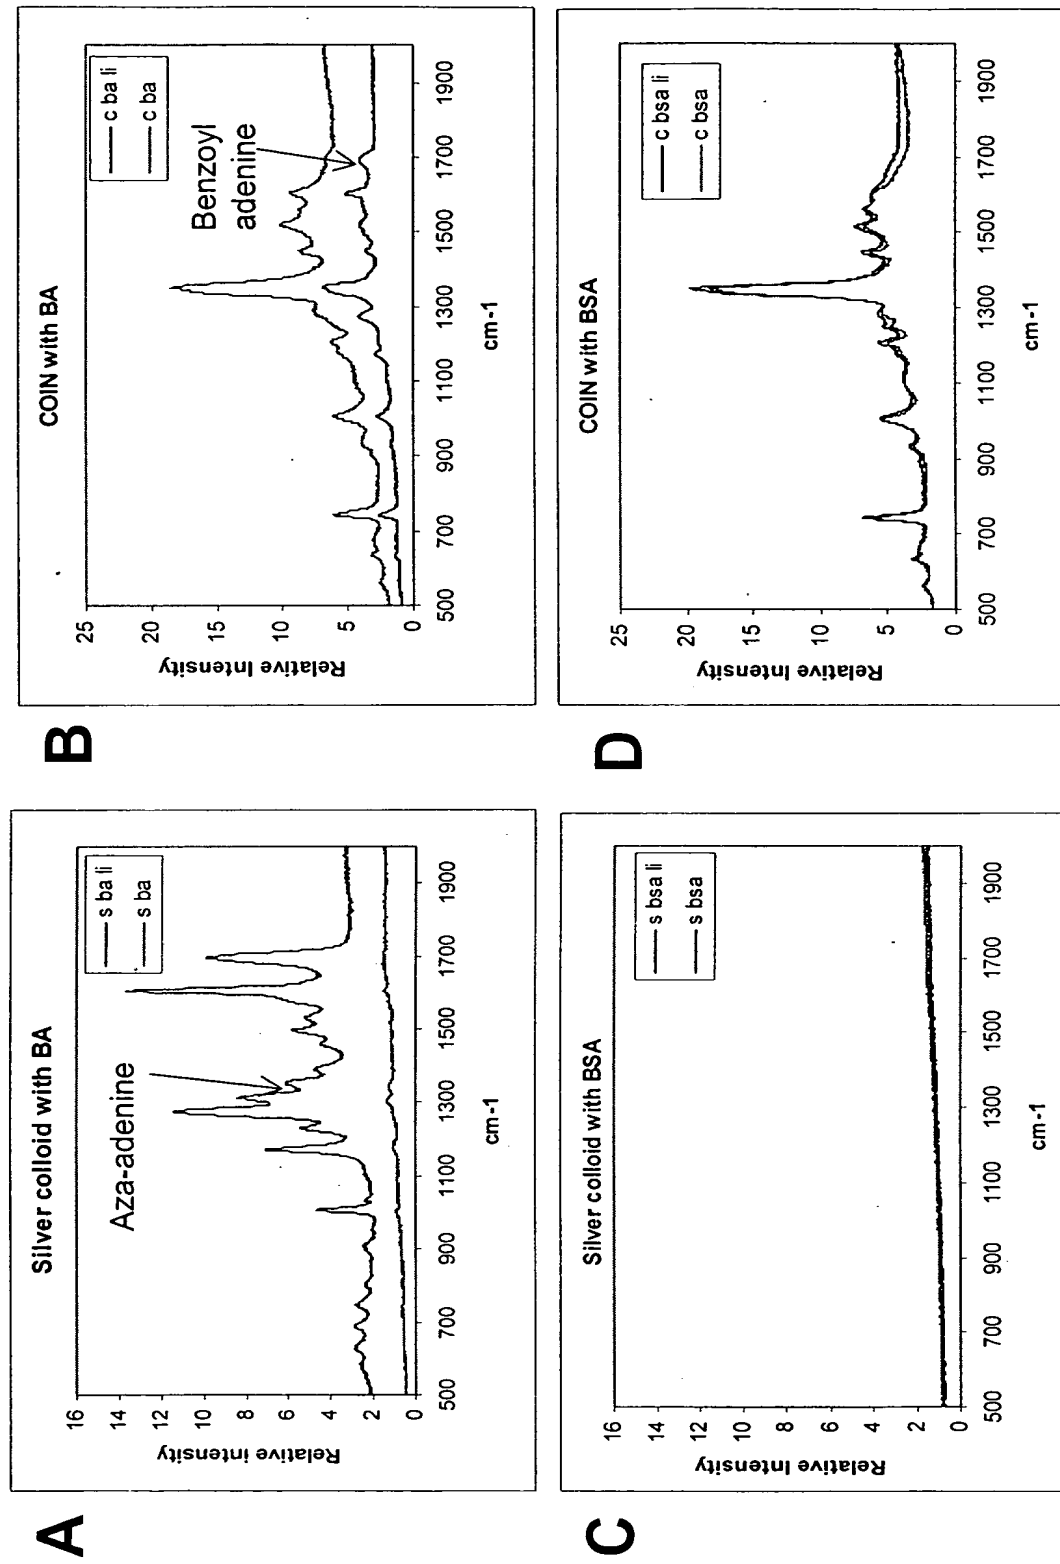 A
Silver colloid with BA
Aza-adenine
s ba li
s ba
Relative intensity
16
14
12
10
8
6
4
2
0
500 700 900 1100 1300 1500 1700 1900
cm-1
B
COIN with BA
Benzoyl
adenine
c ba li
c ba
Relative Intensity
25
20
15
10
5
0
500 700 900 1100 1300 1500 1700 1900
cm-1
C
Silver colloid with BSA
s bsa li
s bsa
Relative Intensity
16
14
12
10
8
6
4
2
0
500 700 900 1100 1300 1500 1700 1900
cm-1
D
COIN with BSA
c bsa li
c bsa
Relative Intensity
25
20
15
10
5
0
500 700 900 1100 1300 1500 1700 1900
cm-1